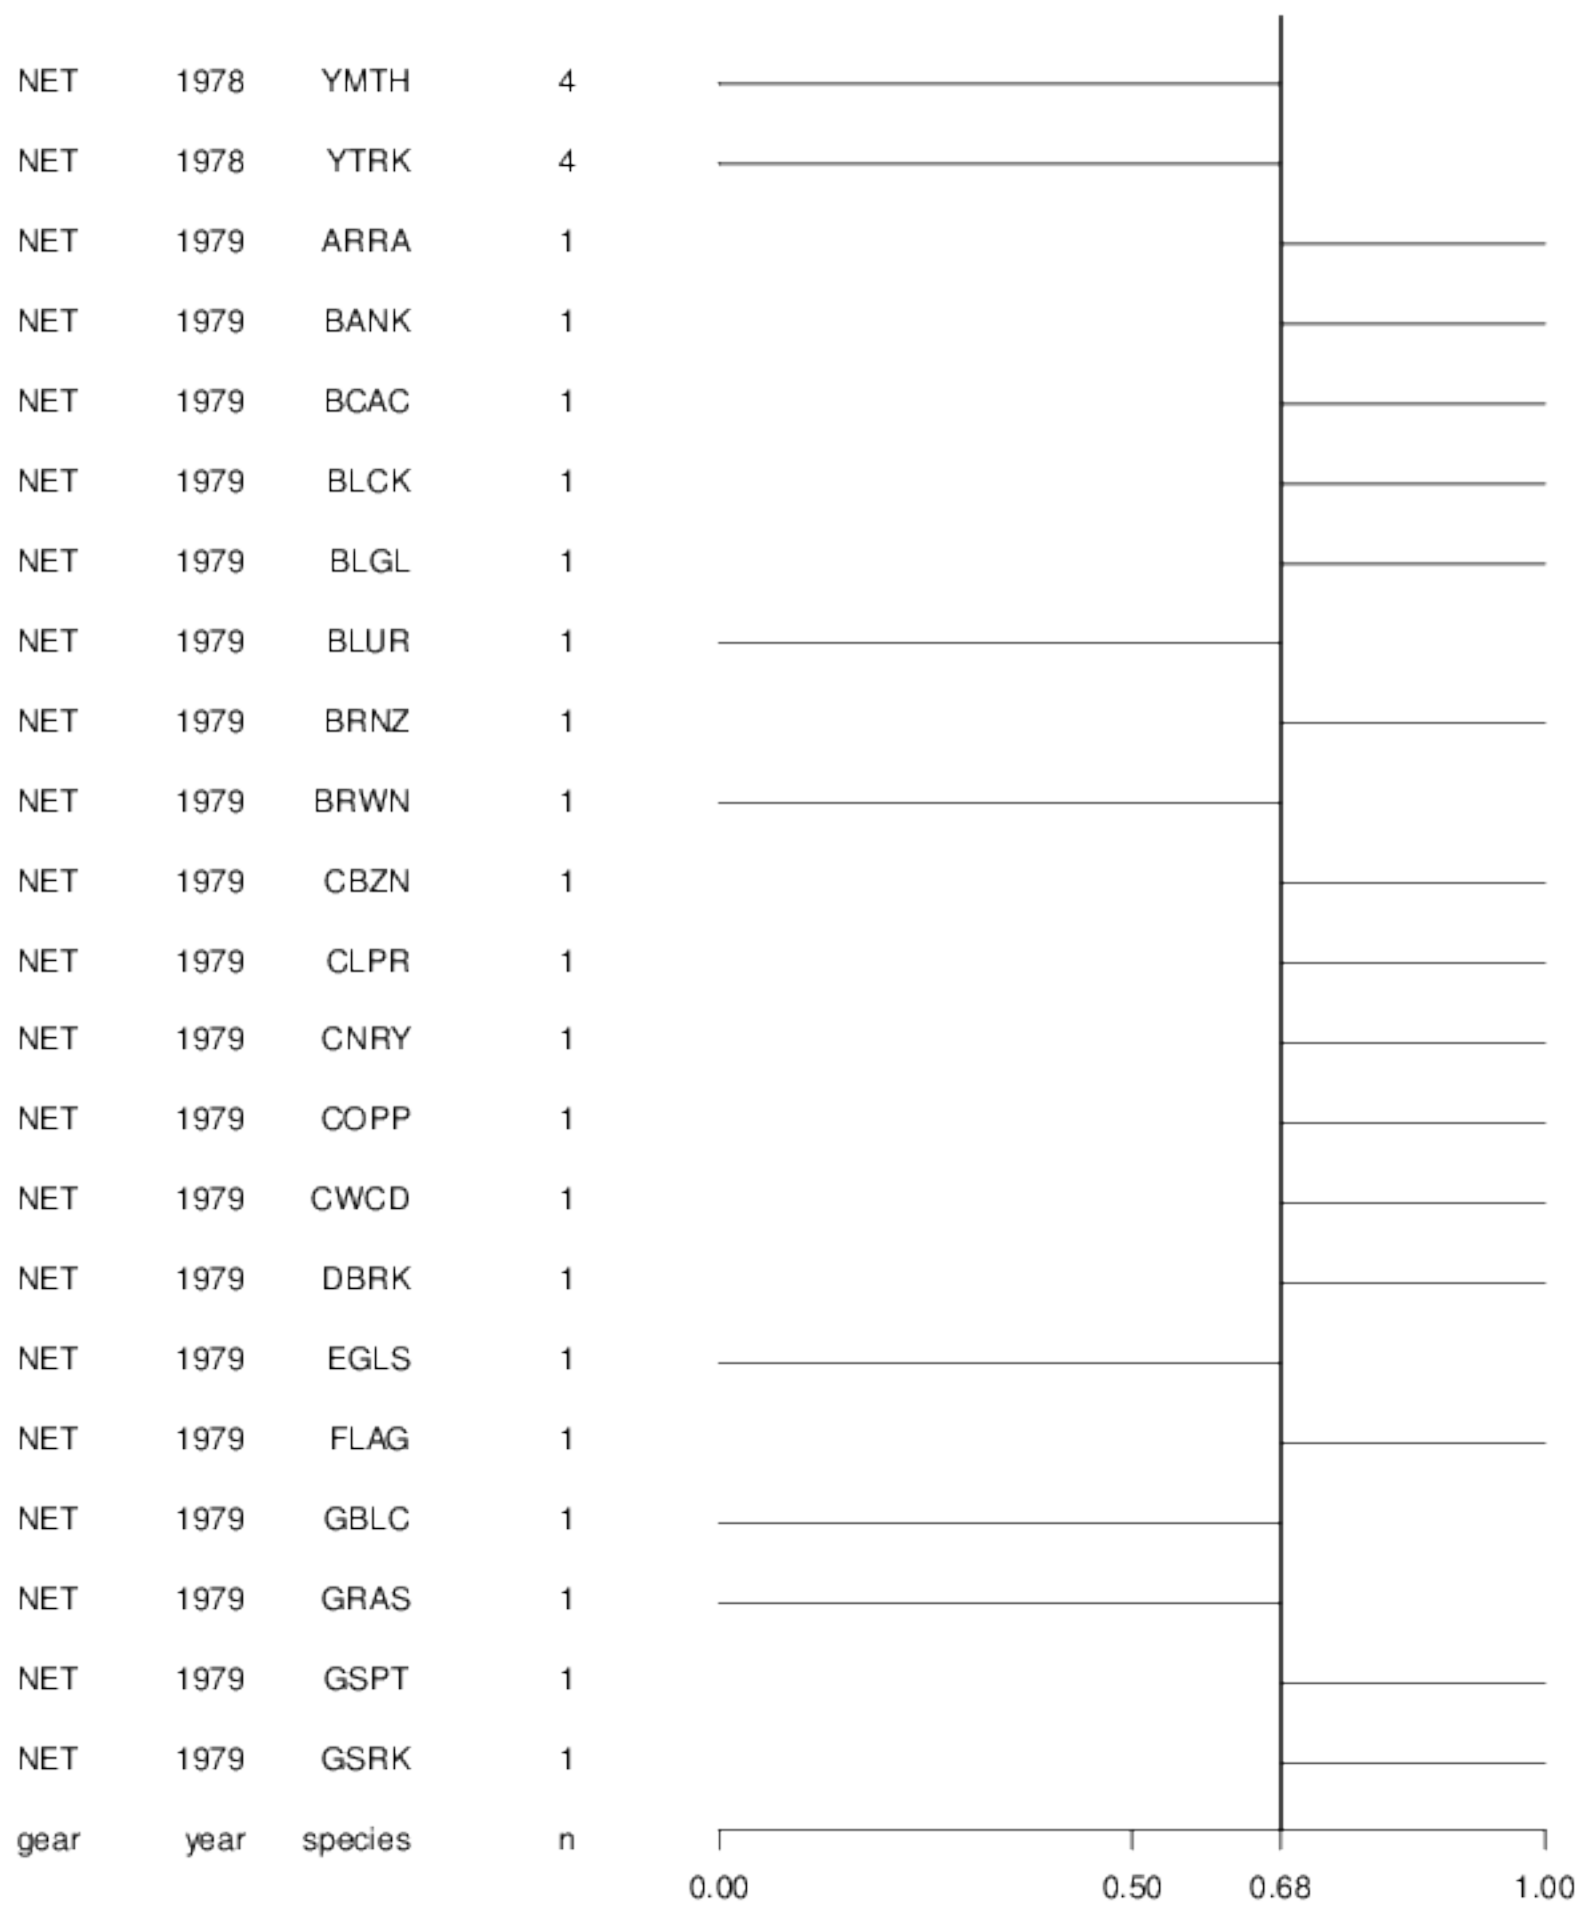 NET 1978 YMTH 4
NET 1978 YTRK 4
NET 1979 ARRA 1
NET 1979 BANK 1
NET 1979 BCAC 1
NET 1979 BLCK 1
NET 1979 BLGL 1
NET 1979 BLUR 1
NET 1979 BRNZ 1
NET 1979 BRWN 1
NET 1979 CBZN 1
NET 1979 CLPR 1
NET 1979 CNRY 1
NET 1979 COPP 1
NET 1979 CWCD 1
NET 1979 DBRK 1
NET 1979 EGLS 1
NET 1979 FLAG 1
NET 1979 GBLC 1
NET 1979 GRAS 1
NET 1979 GSPT 1
NET 1979 GSRK 1
gear year species n
0.00 0.50 0.68 1.00